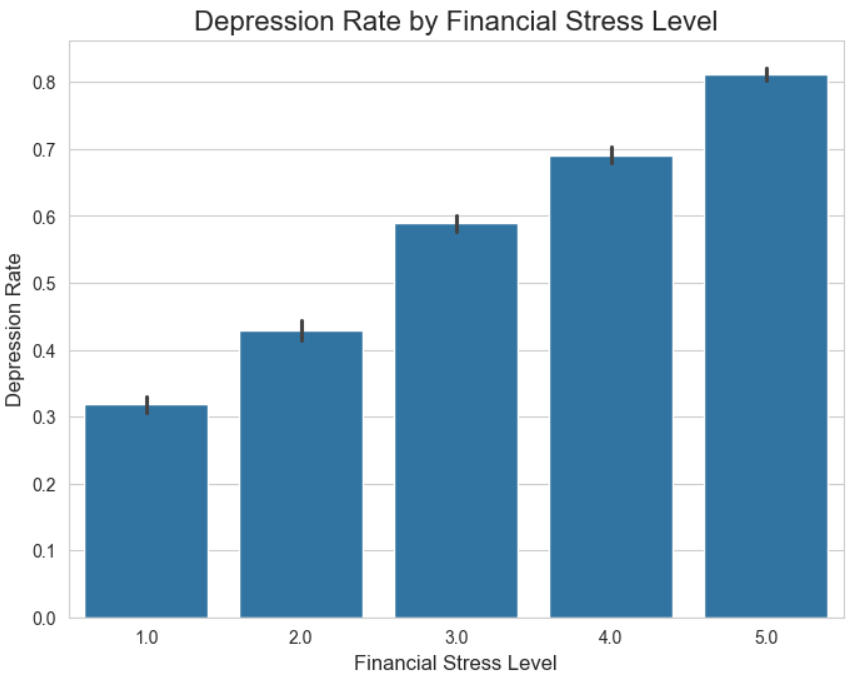 Depression Rate by Financial Stress Level
Depression Rate
0.8
0.7
0.6
0.5
0.4
0.3
0.2
0.1
0.0
1.0 2.0 3.0 4.0 5.0
Financial Stress Level